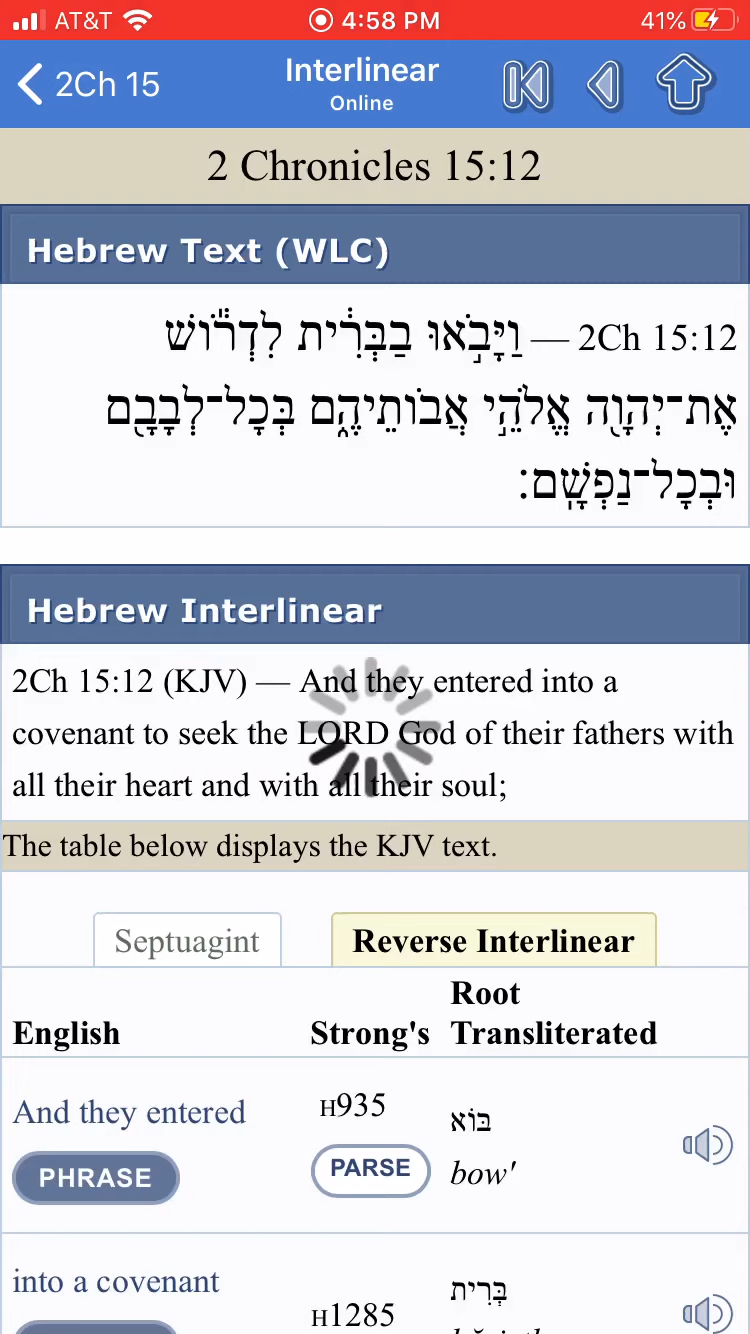 AT&T 4:58 PM 41%
2Ch 15 Interlinear
Online
2 Chronicles 15:12
Hebrew Text (WLC)
2Ch 15:12 — וַיָּבֹ֣אוּ בַבְּרִ֔ית לִדְר֕וֹשׁ
אֶת־יְהוָ֖ה אֱלֹהֵ֣י אֲבוֹתֵיהֶ֑ם בְּכָל־לְבָבָ֖ם
וּבְכָל־נַפְשָֽׁם׃
Hebrew Interlinear
2Ch 15:12 (KJV) — And they entered into a
covenant to seek the LORD God of their fathers with
all their heart and with all their soul;
The table below displays the KJV text.
Septuagint Reverse Interlinear
English Strong's Root Transliterated
And they entered H935 בּוֹא
PHRASE PARSE bow'
into a covenant H1285 בְּרִית